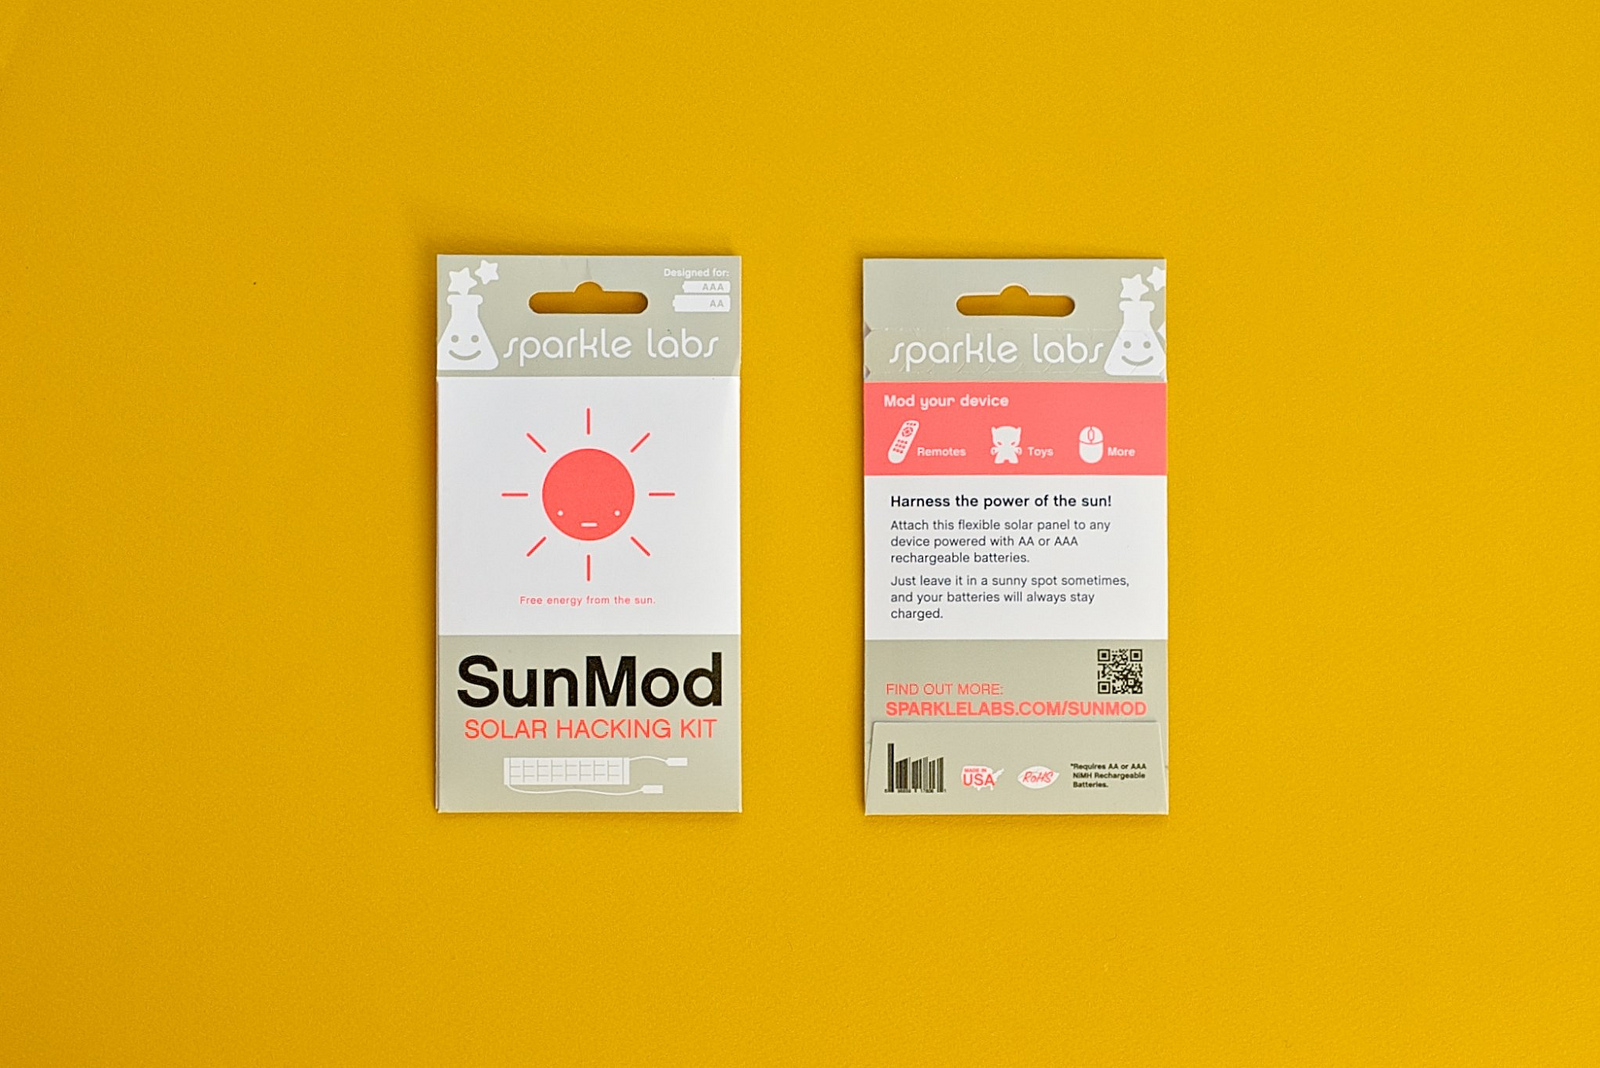 Designed for:
AAA
AA
sparkle labs
Free energy from the sun.
SunMod
SOLAR HACKING KIT
sparkle labs
Mod your device
Remotes
Toys
More
Harness the power of the sun!
Attach this flexible solar panel to any
device powered with AA or AAA
rechargeable batteries.
Just leave it in a sunny spot sometimes,
and your batteries will always stay
charged.
FIND OUT MORE:
SPARKLELABS.COM/SUNMOD
MADE IN
USA
RoHS
*Requires AA or AAA
NiMH Rechargeable
Batteries.